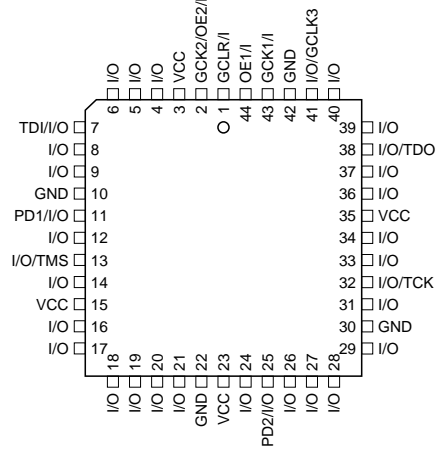 I/O
I/O
I/O
VCC
GCK2/OE2/I
GCLR/I
OE1/I
GCK1/I
GND
I/O/GCLK3
I/O
6
5
4
3
2
1
44
43
42
41
40
TDI/I/O 7
I/O 8
I/O 9
GND 10
PD1/I/O 11
I/O 12
I/O/TMS 13
I/O 14
VCC 15
I/O 16
I/O 17
39 I/O
38 I/O/TDO
37 I/O
36 I/O
35 VCC
34 I/O
33 I/O
32 I/O/TCK
31 I/O
30 GND
29 I/O
18
19
20
21
22
23
24
25
26
27
28
I/O
I/O
I/O
I/O
GND
VCC
I/O
PD2/I/O
I/O
I/O
I/O